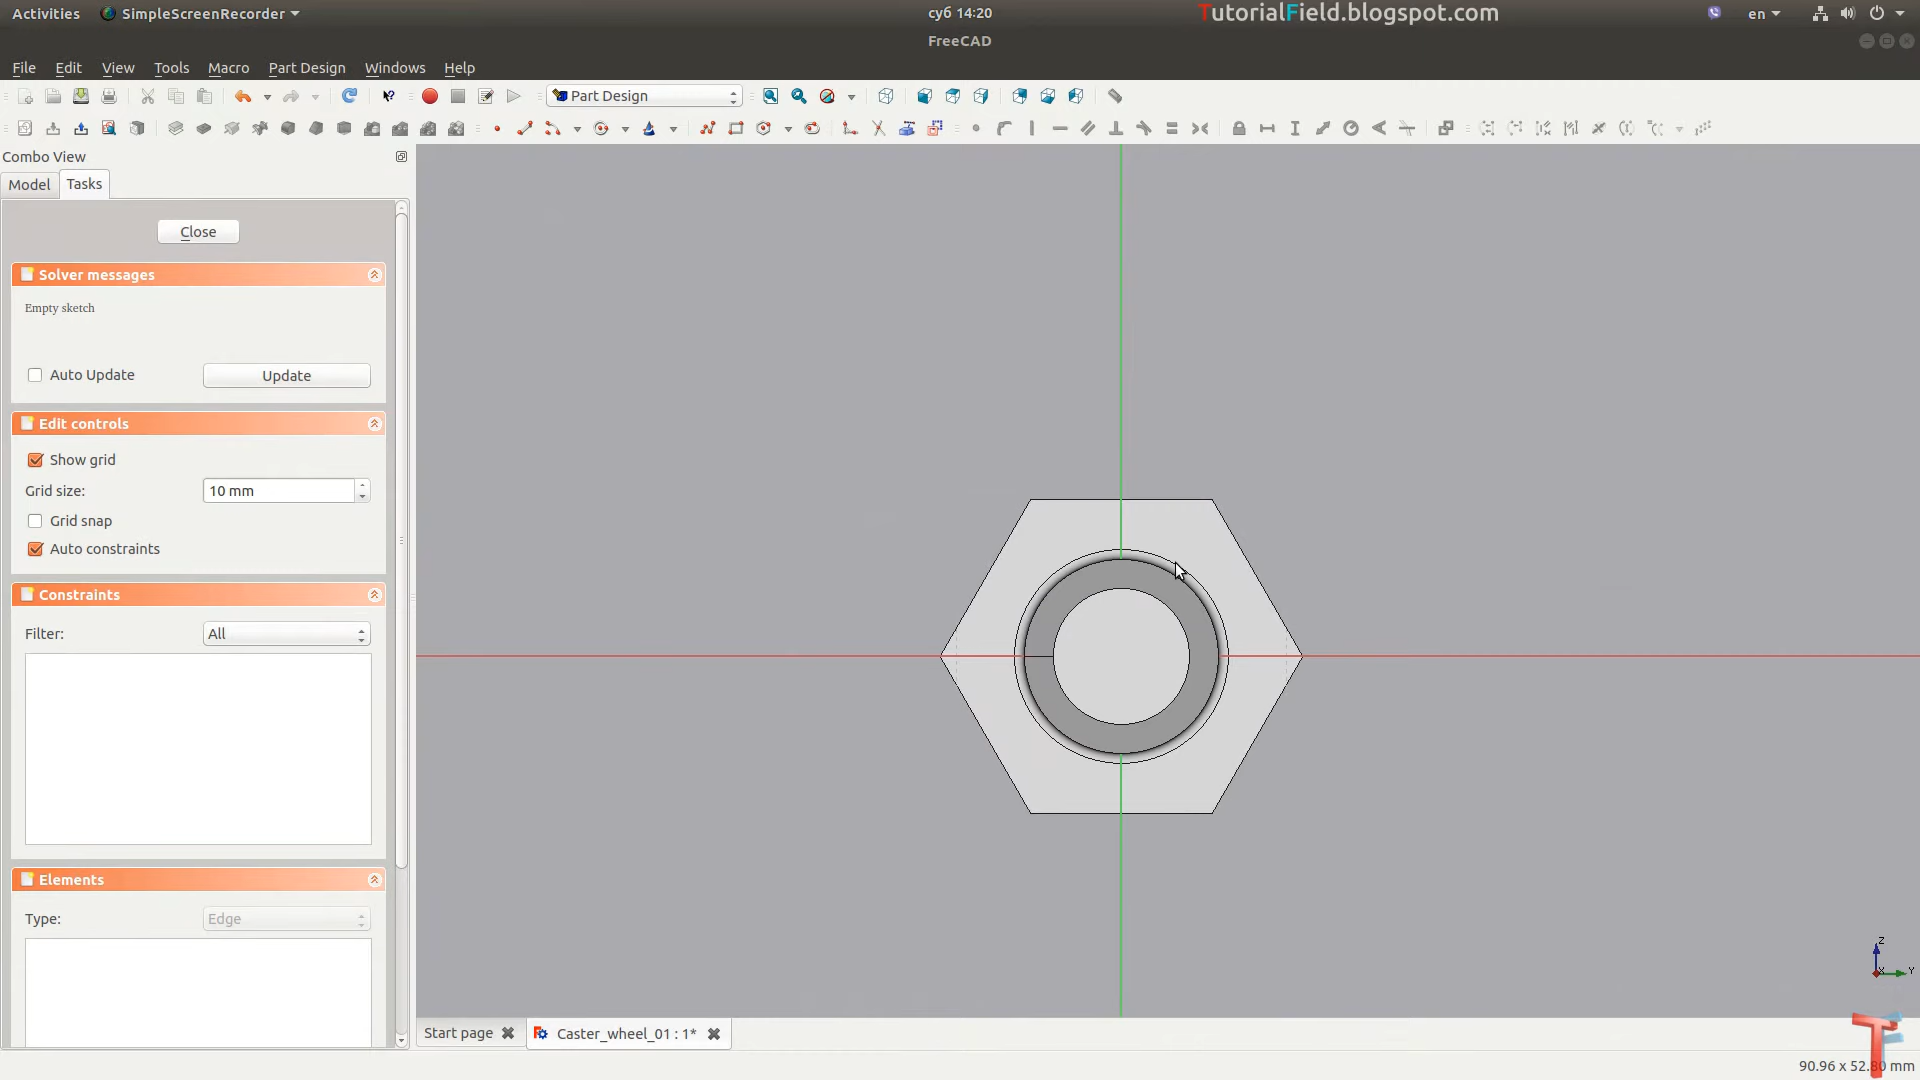 Activities SimpleScreenRecorder суб 14:20 TutorialField.blogspot.com en
FreeCAD
File Edit View Tools Macro Part Design Windows Help
Part Design
Combo View
Model Tasks
Close
Solver messages
Empty sketch
Auto Update Update
Edit controls
Show grid
Grid size: 10 mm
Grid snap
Auto constraints
Constraints
Filter: All
Elements
Type: Edge
Z
X Y
Start page Caster_wheel_01 : 1*
TF
90.96 x 52.80 mm